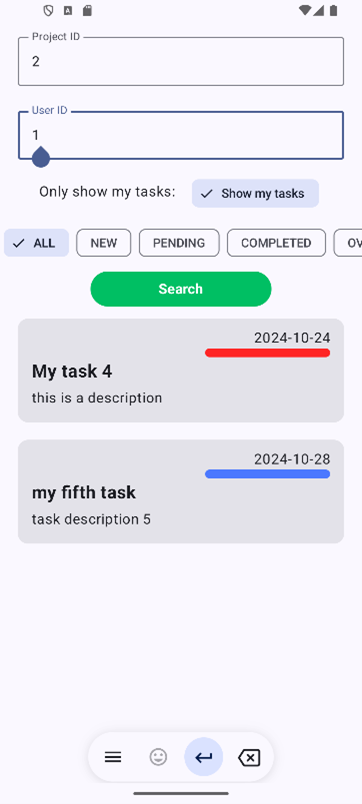 Project ID
2
User ID
1
Only show my tasks: Show my tasks
ALL NEW PENDING COMPLETED OV
Search
2024-10-24
My task 4
this is a description
2024-10-28
my fifth task
task description 5